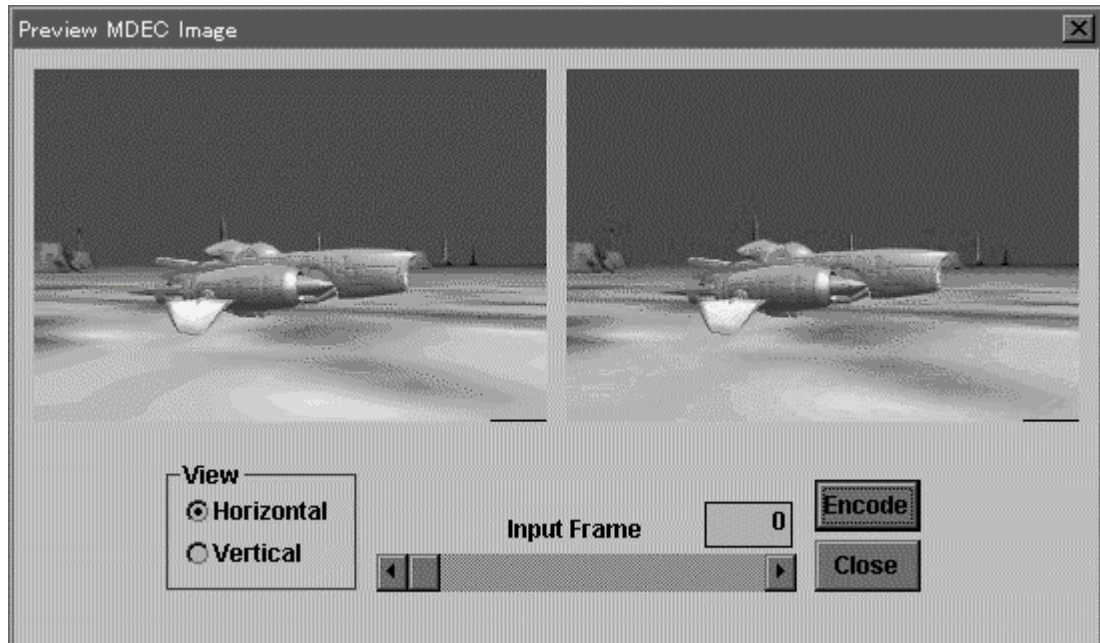 Preview MDEC Image
View
Horizontal
Vertical
Input Frame
0
Encode
Close